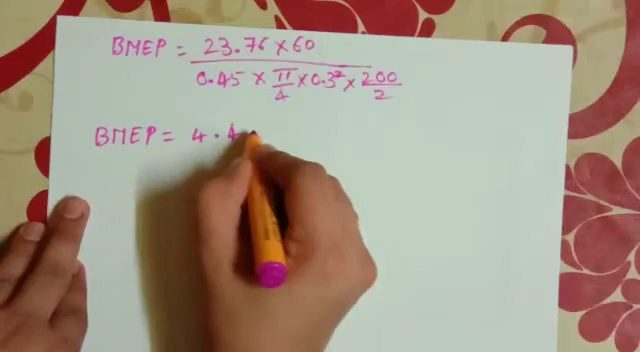 BMEP = 23.76 × 60
0.45 × π/4 × 0.3² × 200/2
BMEP = 4.4